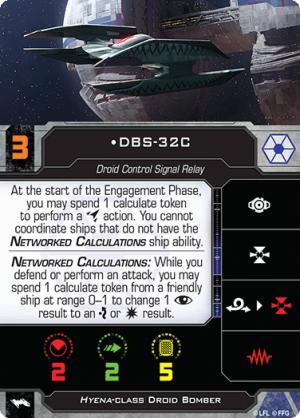 •DBS-32C
3
Droid Control Signal Relay
At the start of the Engagement Phase,
you may spend 1 calculate token
to perform a action. You cannot
coordinate ships that do not have the
NETWORKED CALCULATIONS ship ability.
NETWORKED CALCULATIONS: While you
defend or perform an attack, you may
spend 1 calculate token from a friendly
ship at range 0–1 to change 1
result to an or result.
2 2 5
HYENA-CLASS DROID BOMBER
©LFL ©FFG